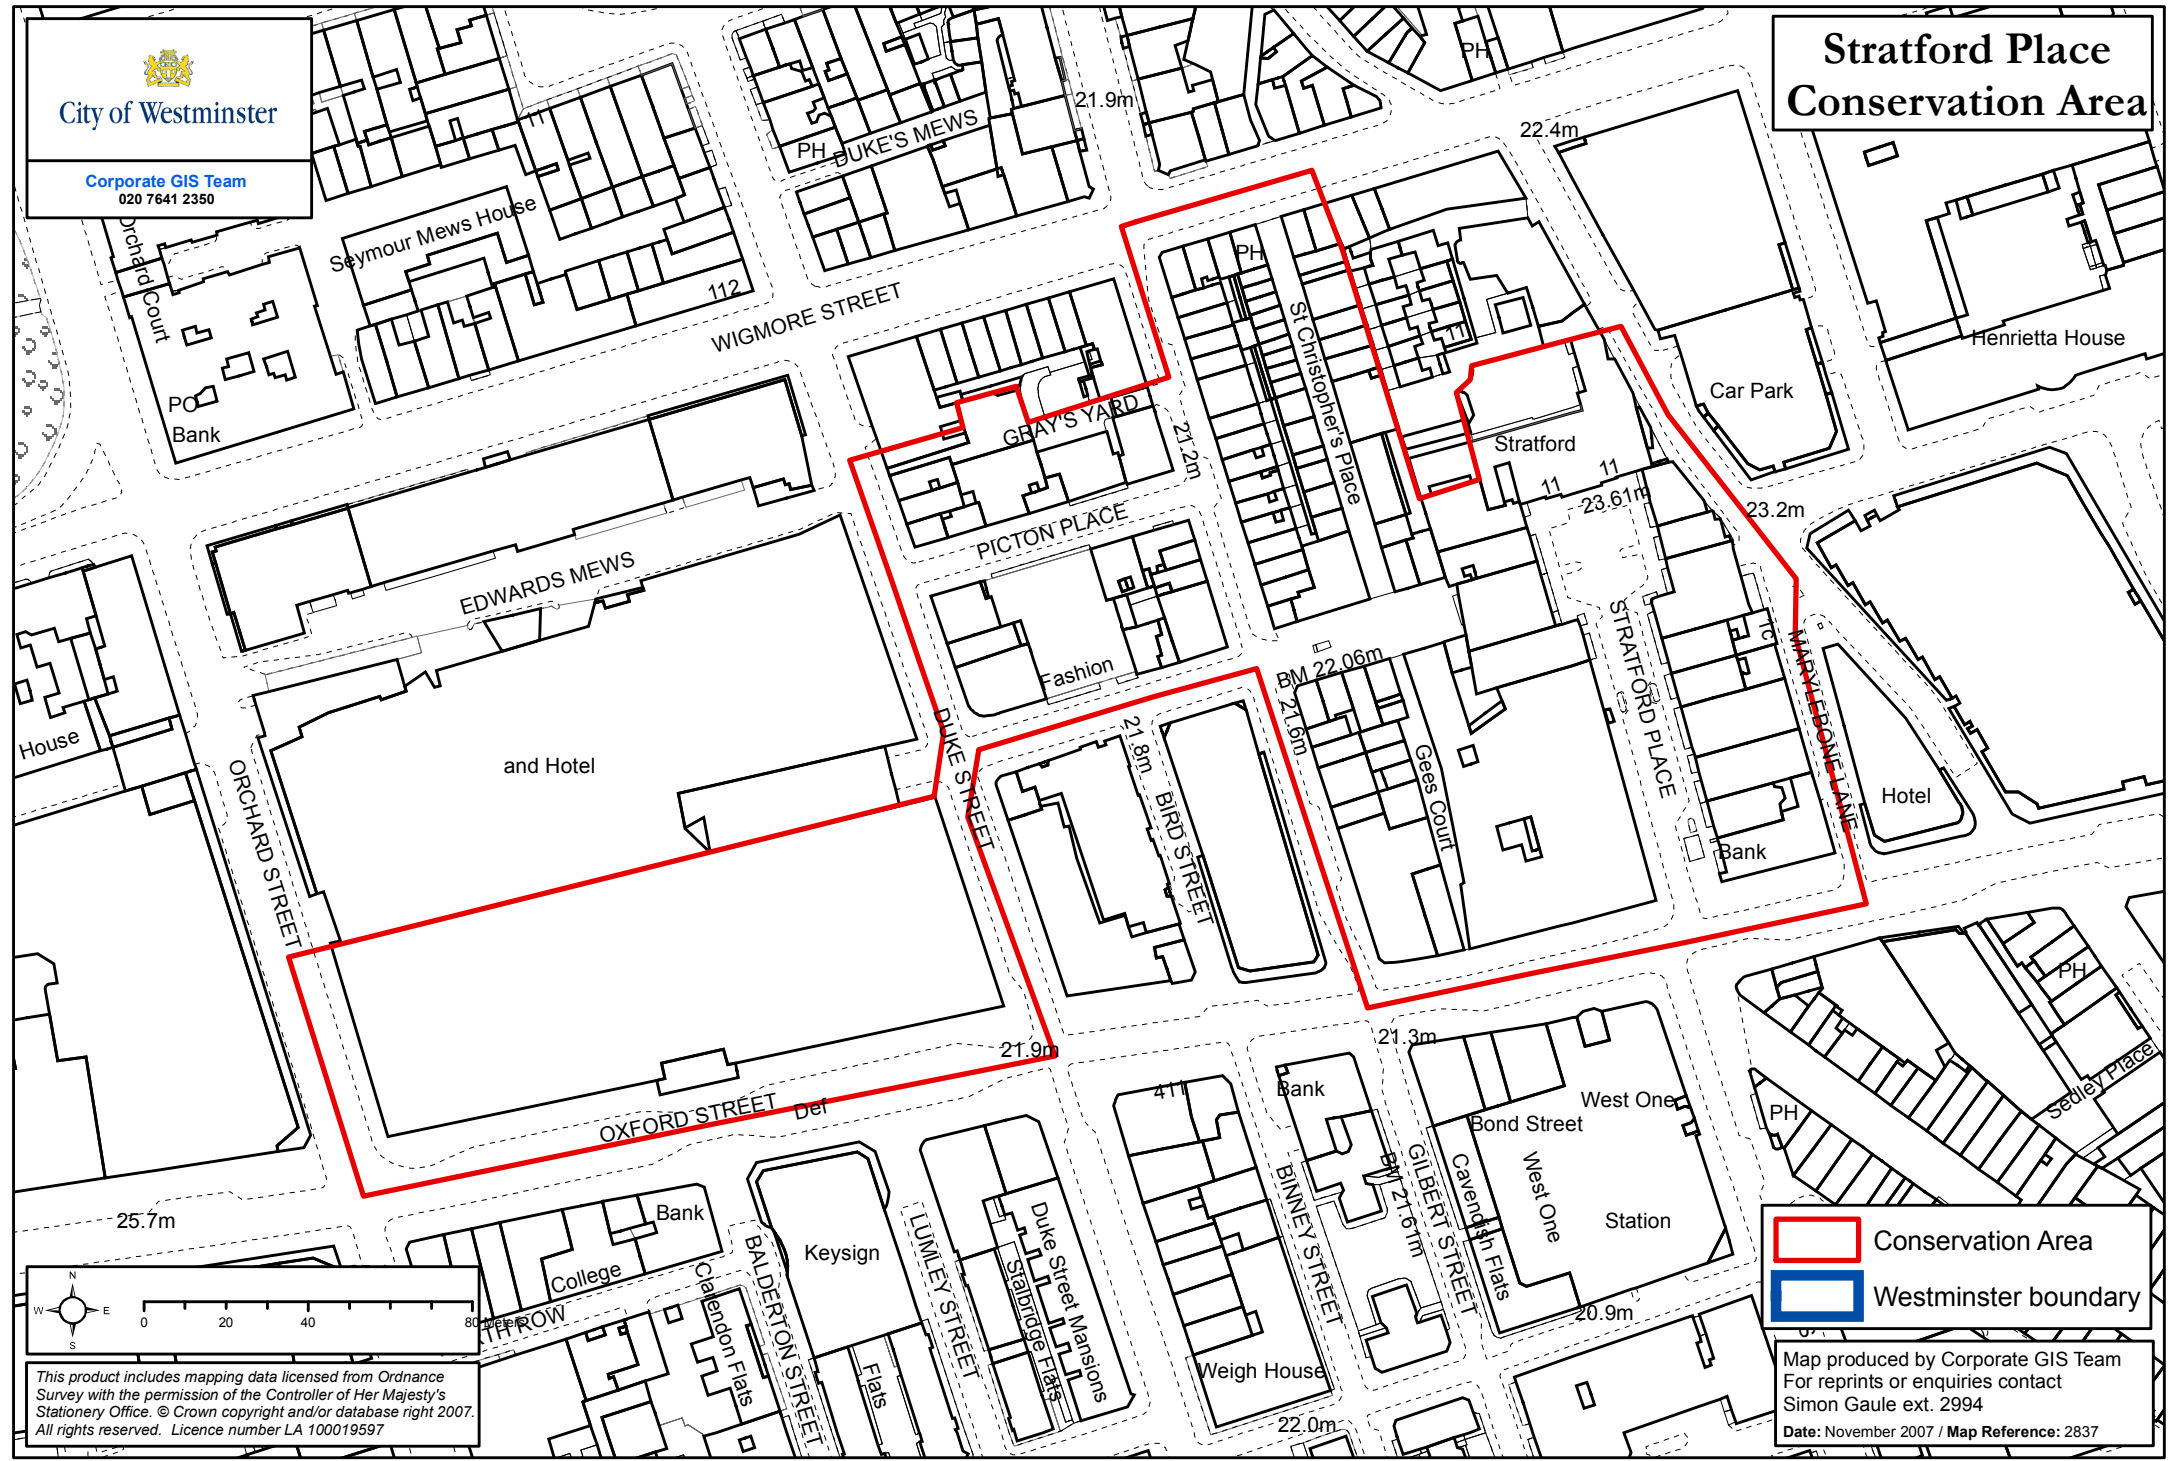 City of Westminster
Corporate GIS Team
020 7641 2350
Stratford Place
Conservation Area
PH
21.9m
22.4m
11
DUKE'S MEWS
PH
Orchard Court
Seymour Mews House
112
WIGMORE STREET
PH
St Christopher's Place
11
Henrietta House
Car Park
PO
Bank
GRAY'S YARD
21.2m
Stratford
11
11
23.61m
23.2m
PICTON PLACE
EDWARDS MEWS
STRATFORD PLACE
1c
MARYLEBONE LANE
Fashion
BM 22.06m
21.6m
House
and Hotel
ORCHARD STREET
DUKE STREET
21.8m
BIRD STREET
Gees Court
Hotel
Bank
PH
21.9m
21.3m
OXFORD STREET
Def
411
Bank
West One
Bond Street
PH
Sedley Place
BINNEY STREET
BM 21.61m
GILBERT STREET
Cavendish Flats
West One
Station
25.7m
Bank
College
Keysign
BALDERTON STREET
Clarendon Flats
LUMLEY STREET
Duke Street Mansions
Stalbridge Flats
Flats
Weigh House
20.9m
22.0m
TH ROW
N
W
E
S
0
20
40
80 Meters
Conservation Area
Westminster boundary
This product includes mapping data licensed from Ordnance
Survey with the permission of the Controller of Her Majesty's
Stationery Office. © Crown copyright and/or database right 2007.
All rights reserved. Licence number LA 100019597
Map produced by Corporate GIS Team
For reprints or enquiries contact
Simon Gaule ext. 2994
Date: November 2007 / Map Reference: 2837